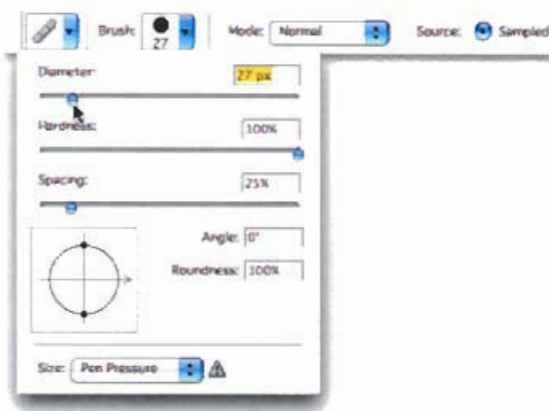 Brush: 27 Mode: Normal Source: Sampled
Diameter: 27 px
Hardness: 100%
Spacing: 25%
Angle: 0°
Roundness: 100%
Size: Pen Pressure